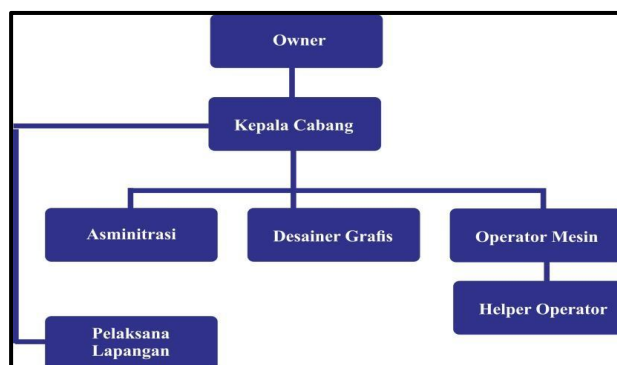 Owner
Kepala Cabang
Asminitrasi
Desainer Grafis
Operator Mesin
Helper Operator
Pelaksana
Lapangan